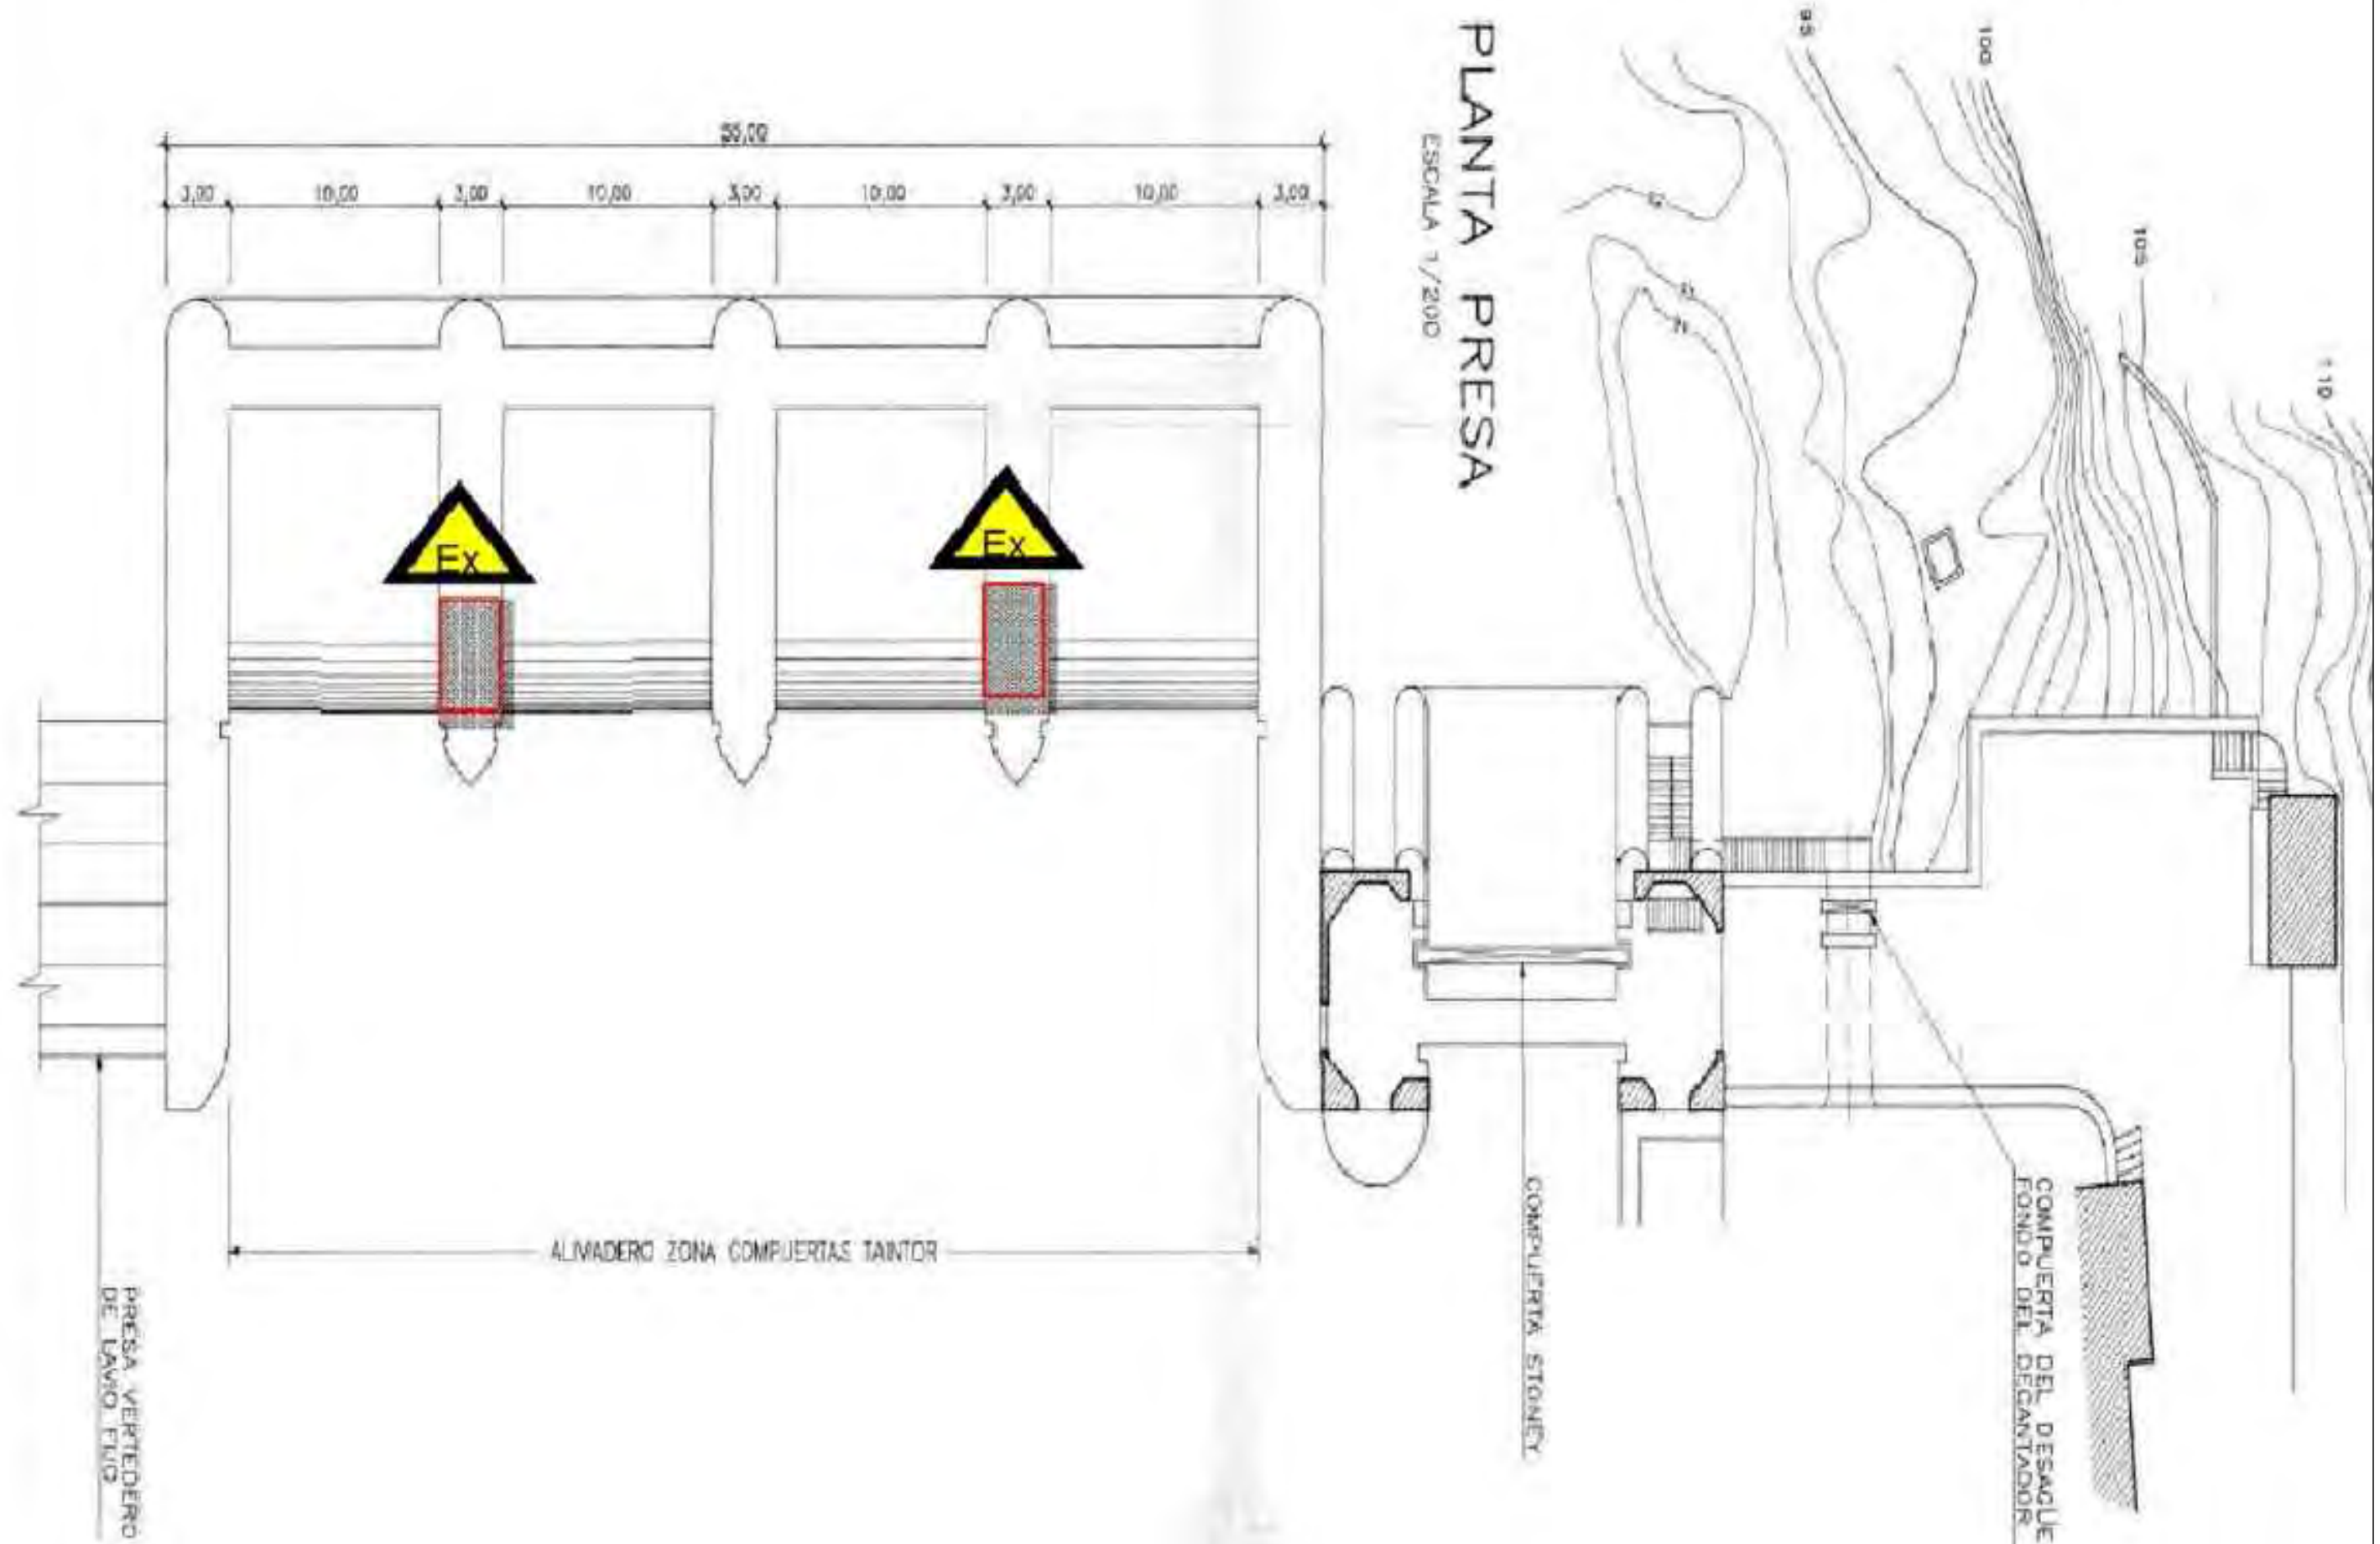 55,00
3,00 10,00 3,00 10,00 3,00 10,00 3,00 10,00 3,00
PLANTA PRESA
ESCALA 1/200
95
100
105
110
Ex
Ex
ALIVIADERO ZONA COMPUERTAS TAINTOR
PRESA VERTEDERO
DE LAVIO FIJO
COMPUERTA STONEY
COMPUERTA DEL DESAGÜE
FONDO DEL DECANTADOR